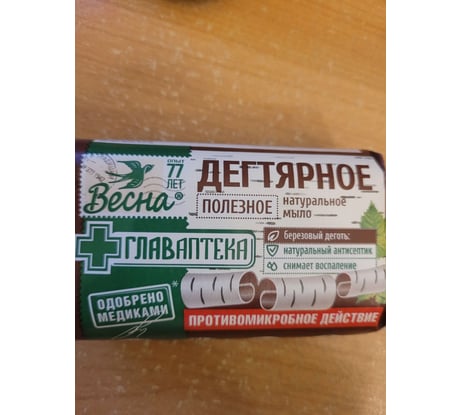 опыт
77
ЛЕТ
Весна®
ДЕГТЯРНОЕ
ПОЛЕЗНОЕ
натуральное
мыло
ГЛАВАПТЕКА
березовый деготь:
натуральный антисептик
снимает воспаление
ОДОБРЕНО
МЕДИКАМИ
*
ПРОТИВОМИКРОБНОЕ ДЕЙСТВИЕ